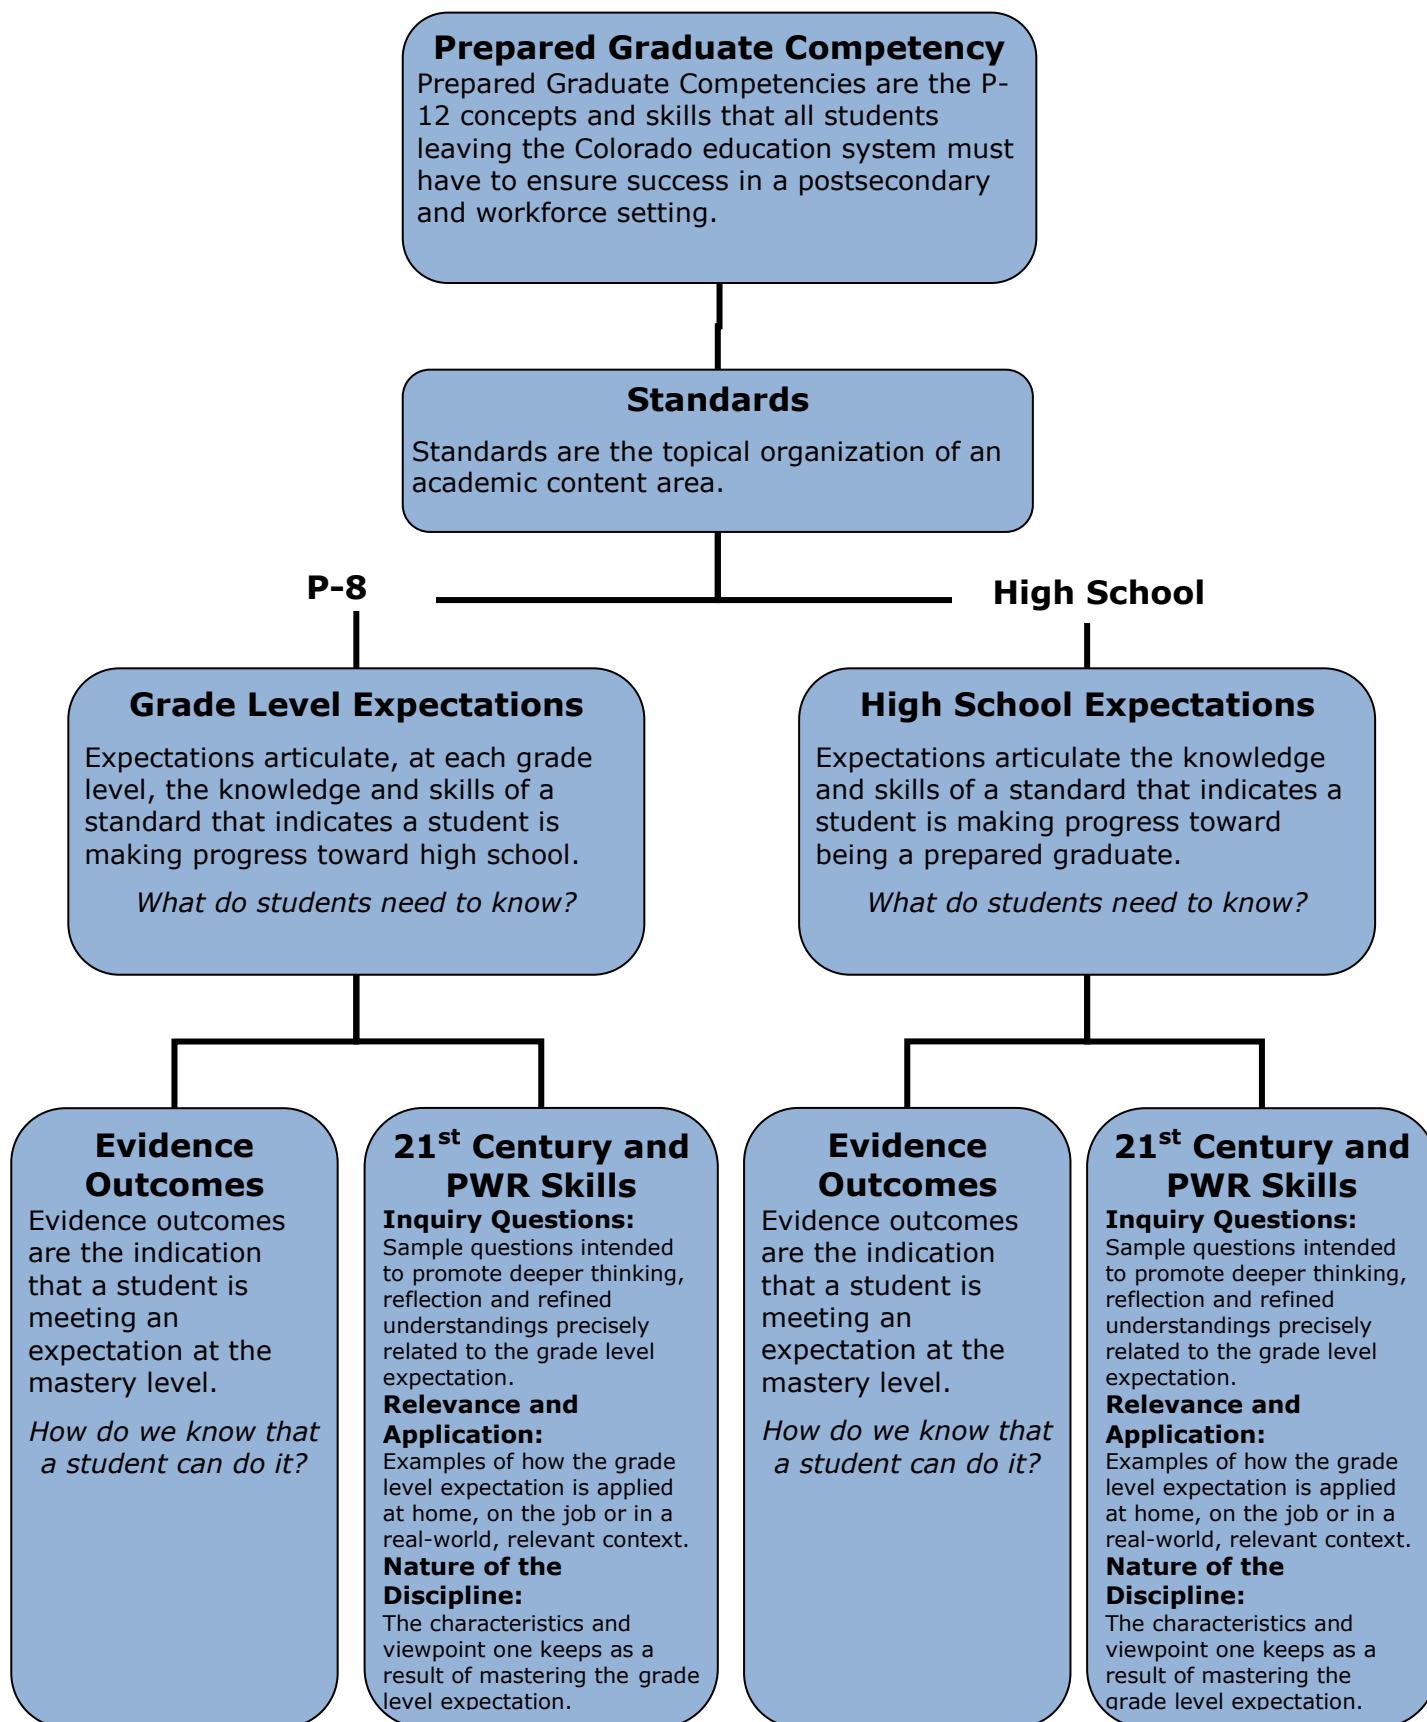 Prepared Graduate Competency
Prepared Graduate Competencies are the P-
12 concepts and skills that all students
leaving the Colorado education system must
have to ensure success in a postsecondary
and workforce setting.
Standards
Standards are the topical organization of an
academic content area.
P-8
High School
Grade Level Expectations
Expectations articulate, at each grade
level, the knowledge and skills of a
standard that indicates a student is
making progress toward high school.
What do students need to know?
High School Expectations
Expectations articulate the knowledge
and skills of a standard that indicates a
student is making progress toward
being a prepared graduate.
What do students need to know?
Evidence
Outcomes
Evidence outcomes
are the indication
that a student is
meeting an
expectation at the
mastery level.
How do we know that
a student can do it?
21st Century and
PWR Skills
Inquiry Questions:
Sample questions intended
to promote deeper thinking,
reflection and refined
understandings precisely
related to the grade level
expectation.
Relevance and
Application:
Examples of how the grade
level expectation is applied
at home, on the job or in a
real-world, relevant context.
Nature of the
Discipline:
The characteristics and
viewpoint one keeps as a
result of mastering the grade
level expectation.
Evidence
Outcomes
Evidence outcomes
are the indication
that a student is
meeting an
expectation at the
mastery level.
How do we know that
a student can do it?
21st Century and
PWR Skills
Inquiry Questions:
Sample questions intended
to promote deeper thinking,
reflection and refined
understandings precisely
related to the grade level
expectation.
Relevance and
Application:
Examples of how the grade
level expectation is applied
at home, on the job or in a
real-world, relevant context.
Nature of the
Discipline:
The characteristics and
viewpoint one keeps as a
result of mastering the
grade level expectation.